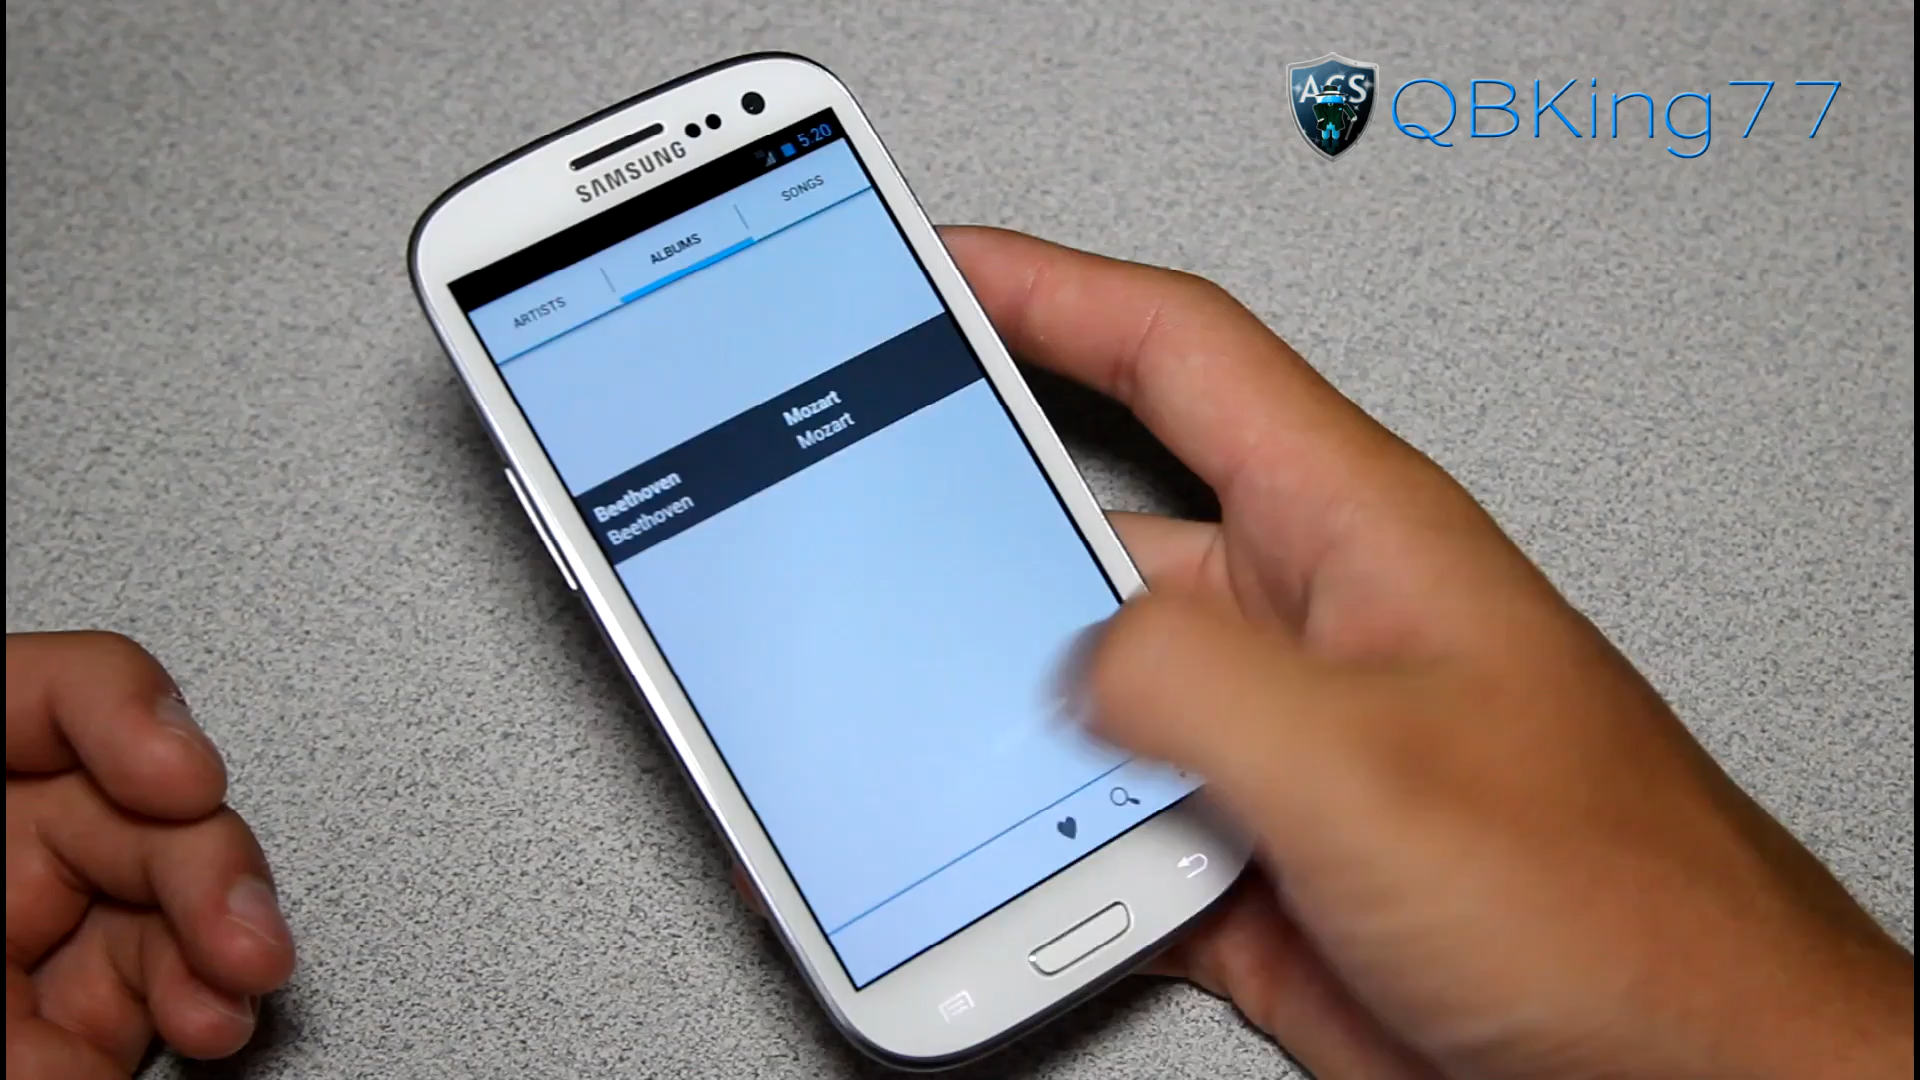 ACS QBKing77
SAMSUNG
5:20
ARTISTS
ALBUMS
SONGS
Mozart
Mozart
Beethoven
Beethoven